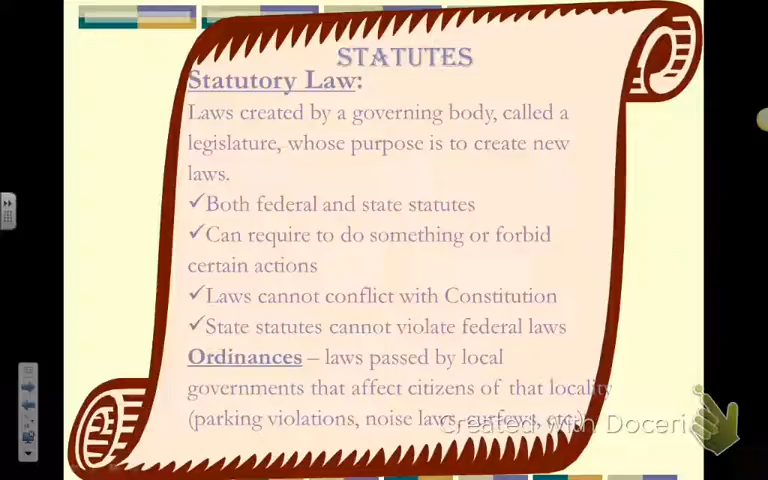 STATUTES
Statutory Law:
Laws created by a governing body, called a
legislature, whose purpose is to create new
laws.
✓Both federal and state statutes
✓Can require to do something or forbid
certain actions
✓Laws cannot conflict with Constitution
✓State statutes cannot violate federal laws
Ordinances – laws passed by local
governments that affect citizens of that locality
(parking violations, noise laws, curfews, etc.)
Created with Doceri